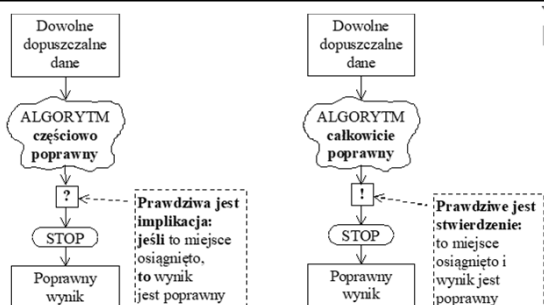 Dowolne
dopuszczalne
dane
ALGORYTM
częściowo
poprawny
?
Prawdziwa jest
implikacja:
jeśli to miejsce
osiągnięto,
to wynik
jest poprawny
STOP
Poprawny
wynik
Dowolne
dopuszczalne
dane
ALGORYTM
całkowicie
poprawny
!
Prawdziwe jest
stwierdzenie:
to miejsce
osiągnięto i
wynik jest
poprawny
STOP
Poprawny
wynik